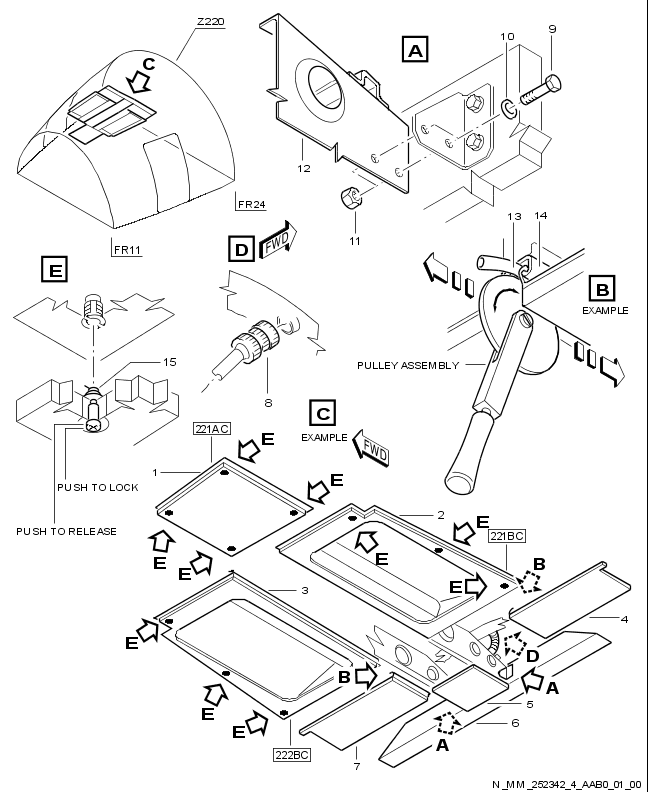 Z220
C
A
9
10
12
11
FR24
FR11
D
FWD
13
14
B
EXAMPLE
E
8
15
PULLEY ASSEMBLY
PUSH TO LOCK
PUSH TO RELEASE
C
EXAMPLE
FWD
221AC
E
1
E
E
E
2
E
221BC
E
E
B
3
4
E
D
B
A
5
6
E
E
A
222BC
7
N_MM_252342_4_AAB0_01_00